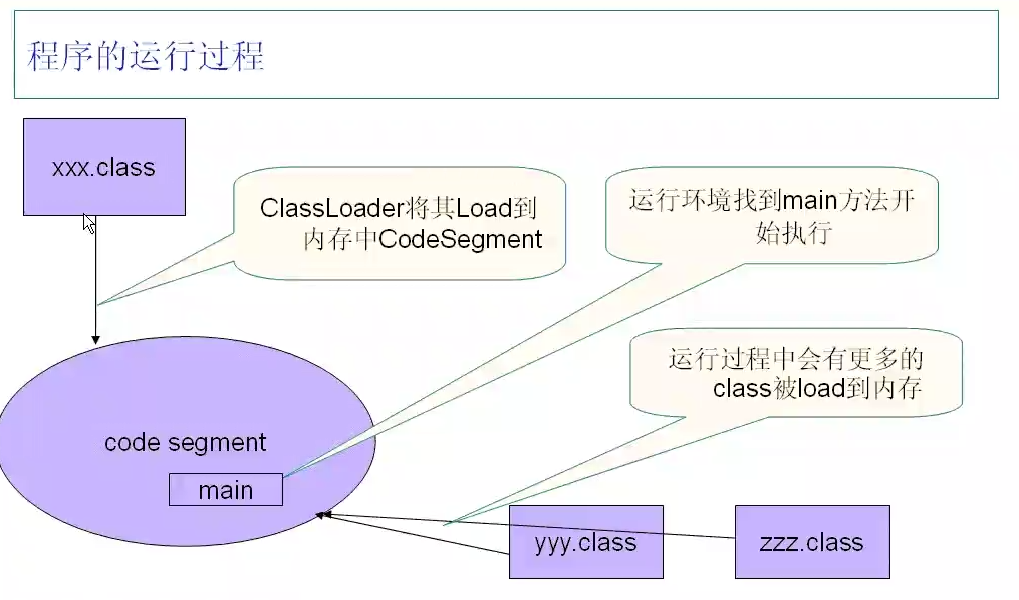 程序的运行过程
xxx.class
ClassLoader将其Load到
内存中CodeSegment
运行环境找到main方法开
始执行
运行过程中会有更多的
class被load到内存
code segment
main
yyy.class
zzz.class